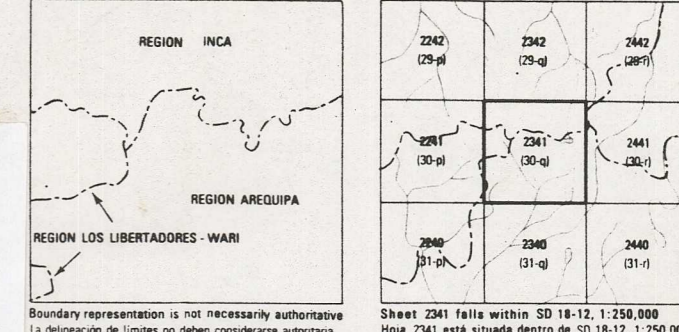 REGION INCA
REGION AREQUIPA
REGION LOS LIBERTADORES - WARI
Boundary representation is not necessarily authoritative
La delineación de límites no deben considerarse autoritaria
2242 2342 2442
(29-p) (29-q) (29-r)
2241 2341 2441
(30-p) (30-q) (30-r)
2240 2340 2440
(31-p) (31-q) (31-r)
Sheet 2341 falls within SD 18-12, 1:250,000
Hoja 2341 está situada dentro de SD 18-12, 1:250,000